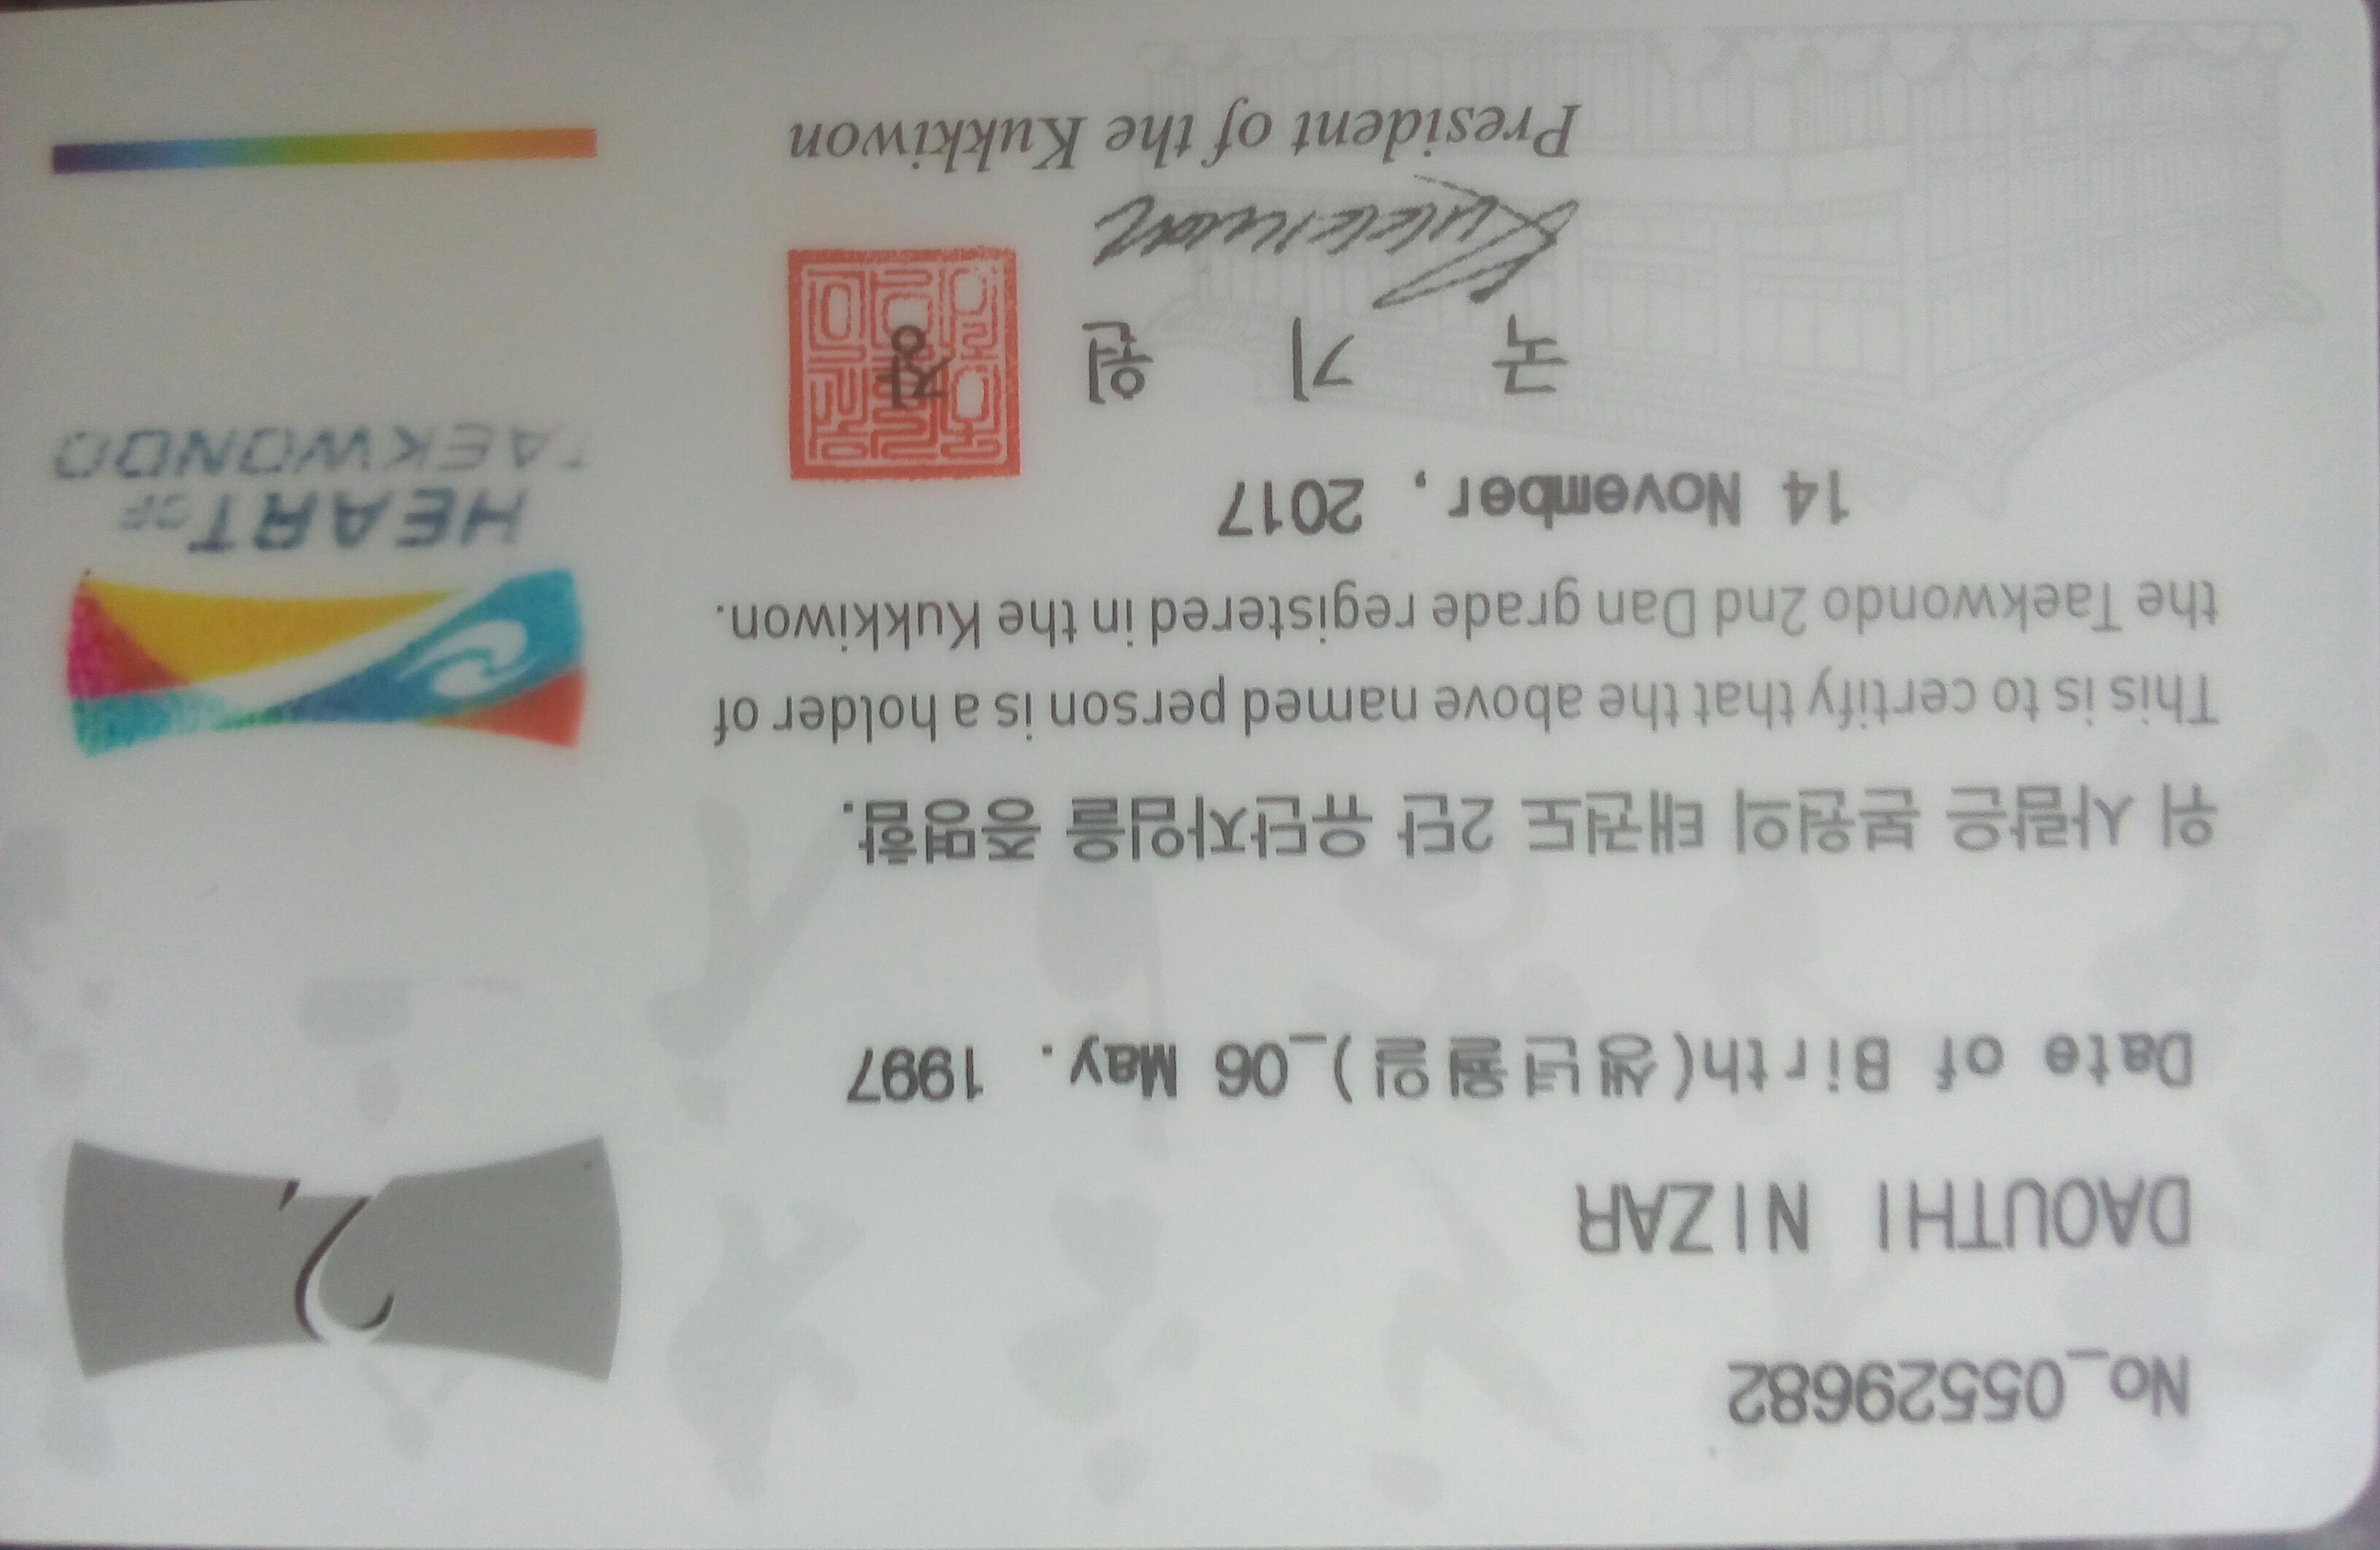 No_05529682
DAOUTHI NIZAR
Date of Birth(생년월일)_06 May. 1997
위 사람은 본원의 태권도 2단 유단자임을 증명함.
This is to certify that the above named person is a holder of
the Taekwondo 2nd Dan grade registered in the Kukkiwon.
14 November, 2017
국 기 원 장
Kukkiwon
President of the Kukkiwon
2
HEART OF
TAEKWONDO